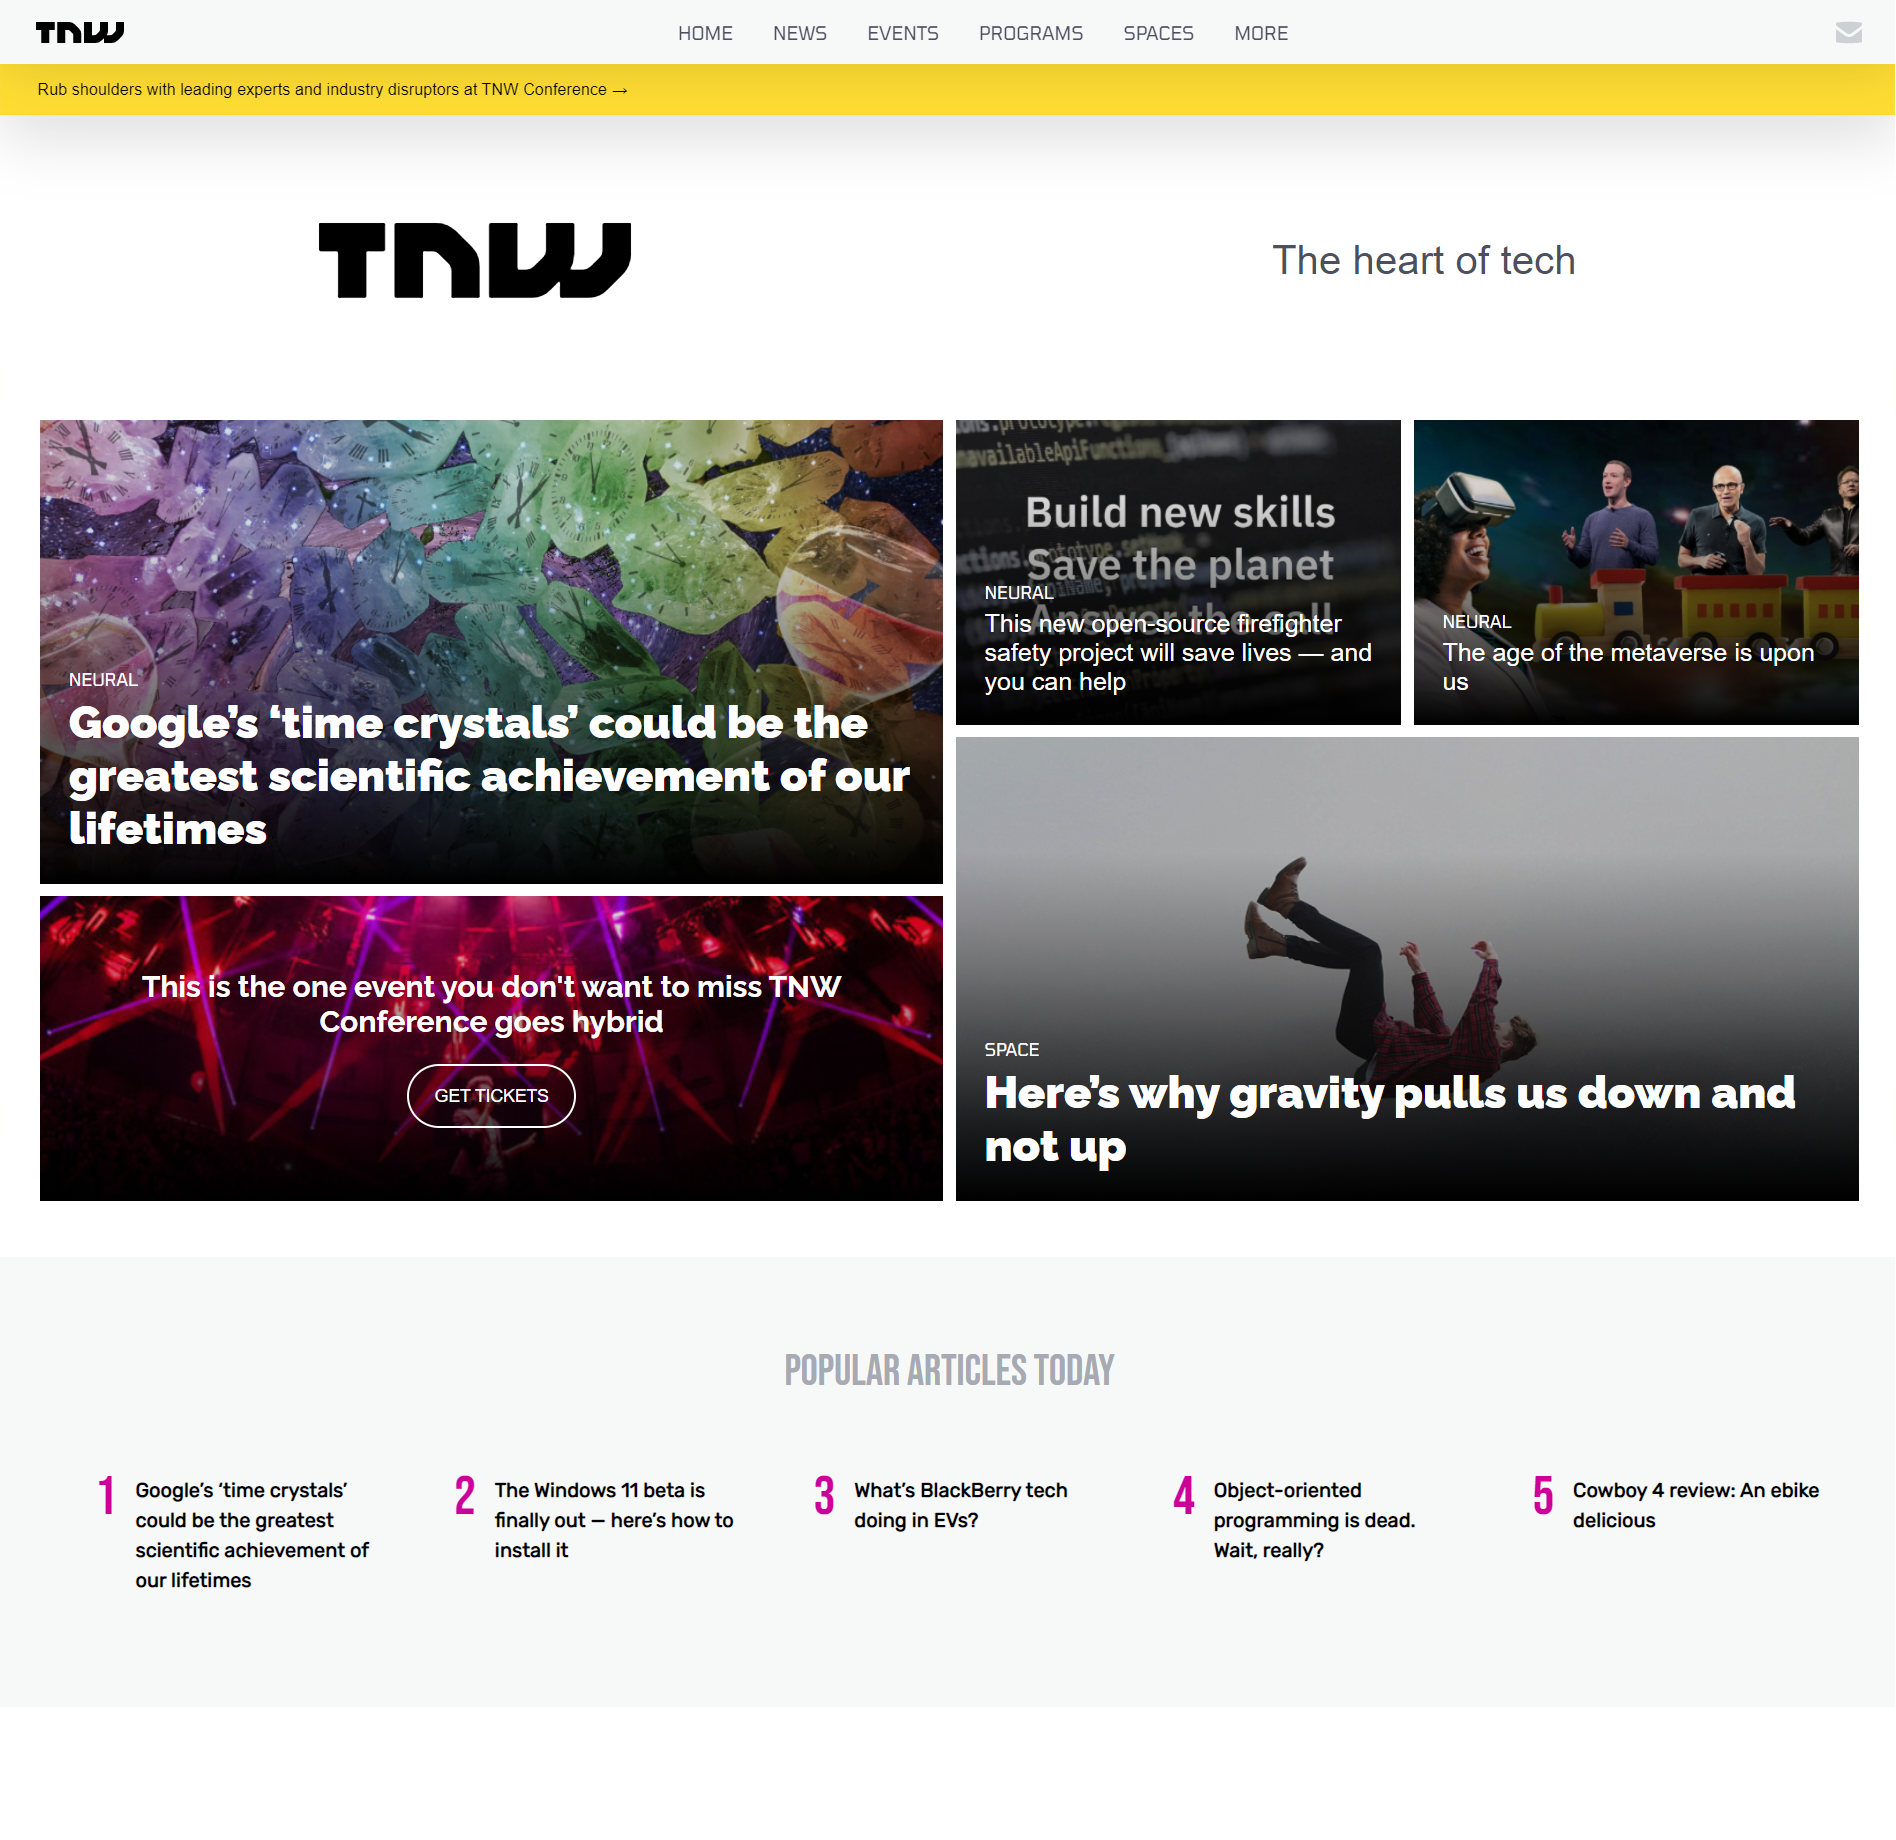 TNW
HOME NEWS EVENTS PROGRAMS SPACES MORE
Rub shoulders with leading experts and industry disruptors at TNW Conference →
TNW
The heart of tech
NEURAL
Google’s ‘time crystals’ could be the
greatest scientific achievement of our
lifetimes
availableApiFunctions
Build new skills
Save the planet
Answer the call
NEURAL
This new open-source firefighter
safety project will save lives — and
you can help
NEURAL
The age of the metaverse is upon
us
This is the one event you don't want to miss TNW
Conference goes hybrid
GET TICKETS
SPACE
Here’s why gravity pulls us down and
not up
POPULAR ARTICLES TODAY
1 Google’s ‘time crystals’
could be the greatest
scientific achievement of
our lifetimes
2 The Windows 11 beta is
finally out – here’s how to
install it
3 What’s BlackBerry tech
doing in EVs?
4 Object-oriented
programming is dead.
Wait, really?
5 Cowboy 4 review: An ebike
delicious